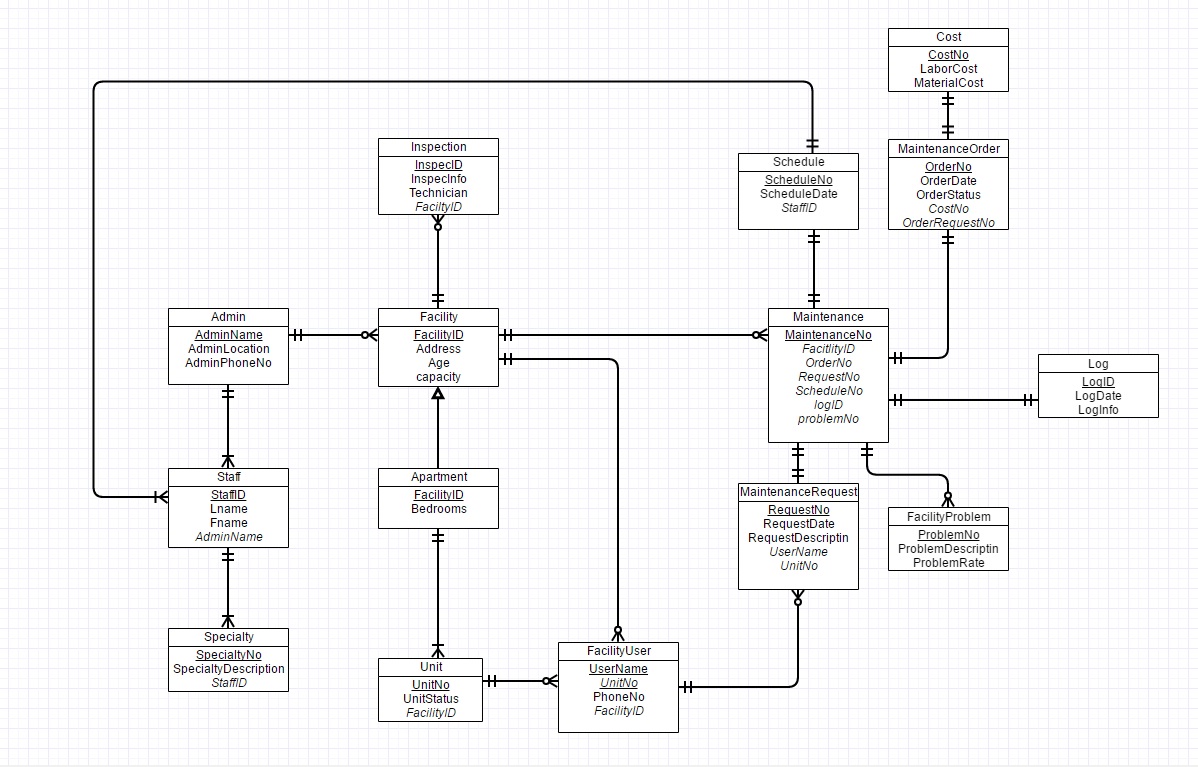 Cost
CostNo
LaborCost
MaterialCost
Inspection
InspecID
InspecInfo
Technician
FaciltyID
Schedule
ScheduleNo
ScheduleDate
StaffID
MaintenanceOrder
OrderNo
OrderDate
OrderStatus
CostNo
OrderRequestNo
Admin
AdminName
AdminLocation
AdminPhoneNo
Facility
FacilityID
Address
Age
capacity
Maintenance
MaintenanceNo
FacitlityID
OrderNo
RequestNo
ScheduleNo
logID
problemNo
Log
LogID
LogDate
LogInfo
Staff
StaffID
Lname
Fname
AdminName
Apartment
FacilityID
Bedrooms
MaintenanceRequest
RequestNo
RequestDate
RequestDescriptin
UserName
UnitNo
FacilityProblem
ProblemNo
ProblemDescriptin
ProblemRate
Specialty
SpecialtyNo
SpecialtyDescription
StaffID
Unit
UnitNo
UnitStatus
FacilityID
FacilityUser
UserName
UnitNo
PhoneNo
FacilityID